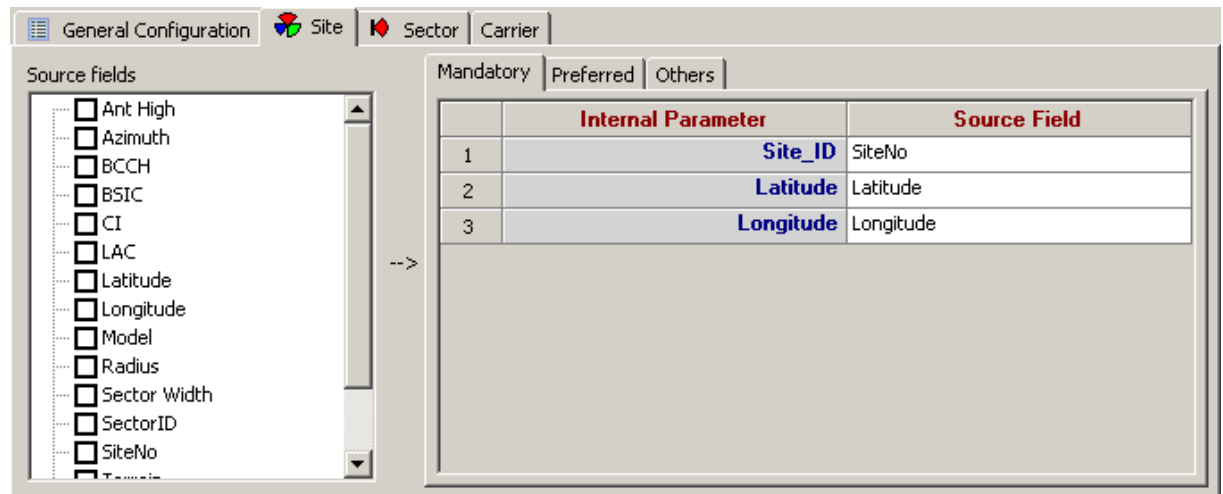 General Configuration Site Sector Carrier
Source fields
Ant High
Azimuth
BCCH
BSIC
CI
LAC
Latitude
Longitude
Model
Radius
Sector Width
SectorID
SiteNo
-->
Mandatory Preferred Others
Internal Parameter Source Field
1 Site_ID SiteNo
2 Latitude Latitude
3 Longitude Longitude